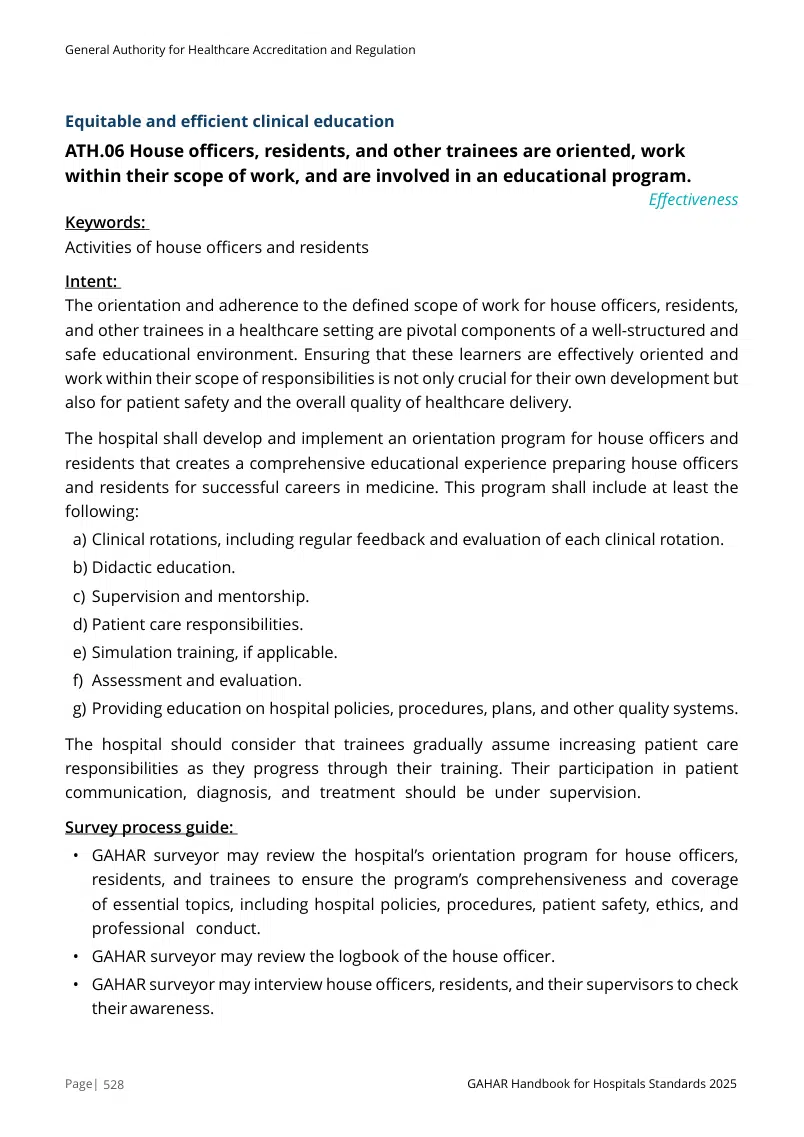 General Authority for Healthcare Accreditation and Regulation
Equitable and efficient clinical education
ATH.06 House officers, residents, and other trainees are oriented, work
within their scope of work, and are involved in an educational program.
Effectiveness
Keywords:
Activities of house officers and residents
Intent:
The orientation and adherence to the defined scope of work for house officers, residents,
and other trainees in a healthcare setting are pivotal components of a well-structured and
safe educational environment. Ensuring that these learners are effectively oriented and
work within their scope of responsibilities is not only crucial for their own development but
also for patient safety and the overall quality of healthcare delivery.
The hospital shall develop and implement an orientation program for house officers and
residents that creates a comprehensive educational experience preparing house officers
and residents for successful careers in medicine. This program shall include at least the
following:
a) Clinical rotations, including regular feedback and evaluation of each clinical rotation.
b) Didactic education.
c) Supervision and mentorship.
d) Patient care responsibilities.
e) Simulation training, if applicable.
f) Assessment and evaluation.
g) Providing education on hospital policies, procedures, plans, and other quality systems.
The hospital should consider that trainees gradually assume increasing patient care
responsibilities as they progress through their training. Their participation in patient
communication, diagnosis, and treatment should be under supervision.
Survey process guide:
• GAHAR surveyor may review the hospital’s orientation program for house officers,
residents, and trainees to ensure the program’s comprehensiveness and coverage
of essential topics, including hospital policies, procedures, patient safety, ethics, and
professional conduct.
• GAHAR surveyor may review the logbook of the house officer.
• GAHAR surveyor may interview house officers, residents, and their supervisors to check
their awareness.
Page| 528
GAHAR Handbook for Hospitals Standards 2025